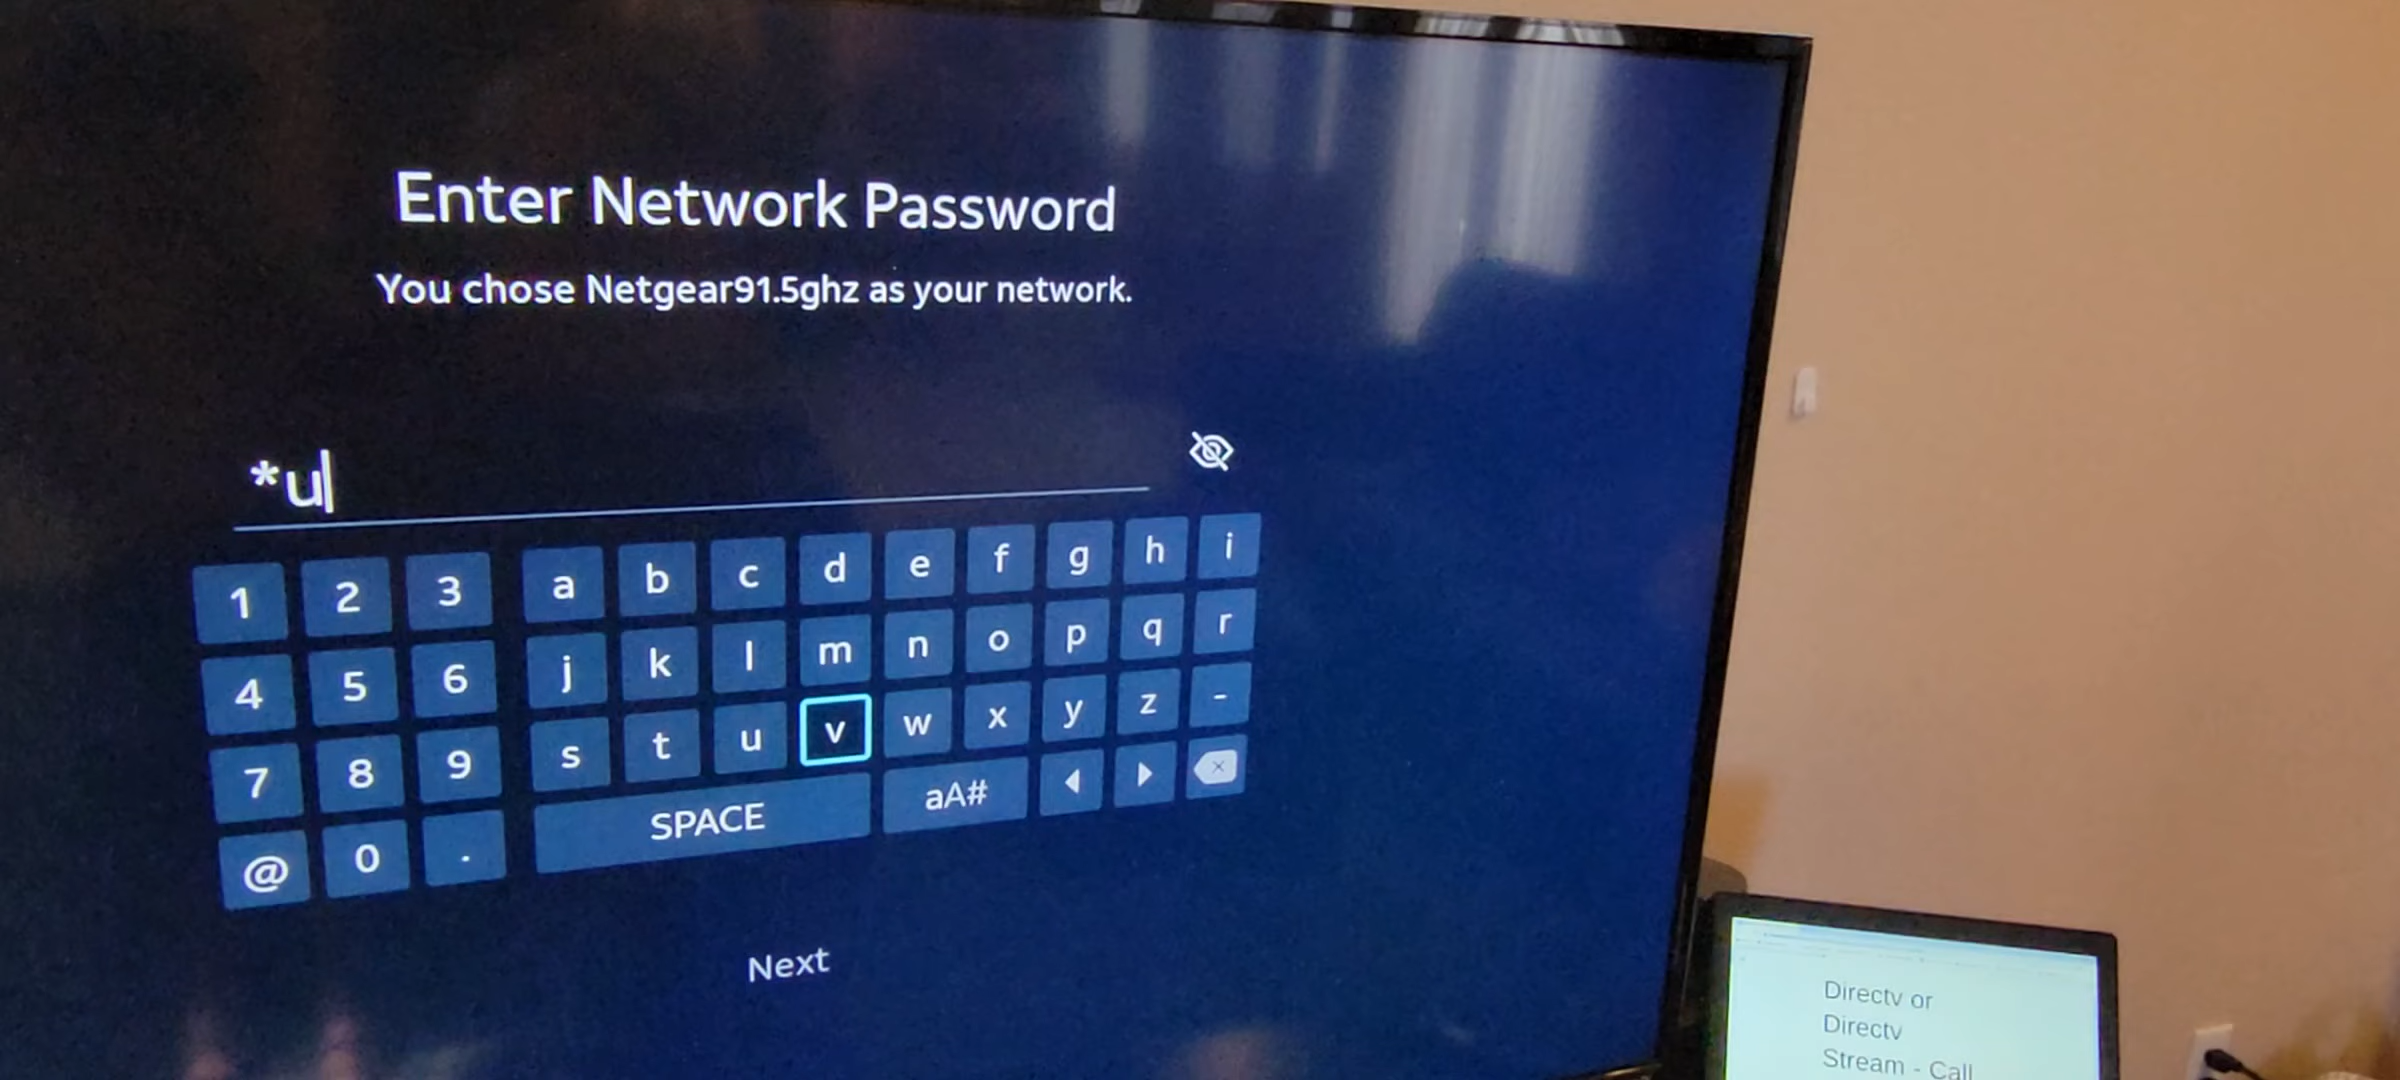 Enter Network Password
You chose Netgear91.5ghz as your network.
*u
1 2 3 a b c d e f g h i
4 5 6 j k l m n o p q r
7 8 9 s t u v w x y z -
@ 0 . SPACE aA#
Next
Directv or
Directv
Stream - Call